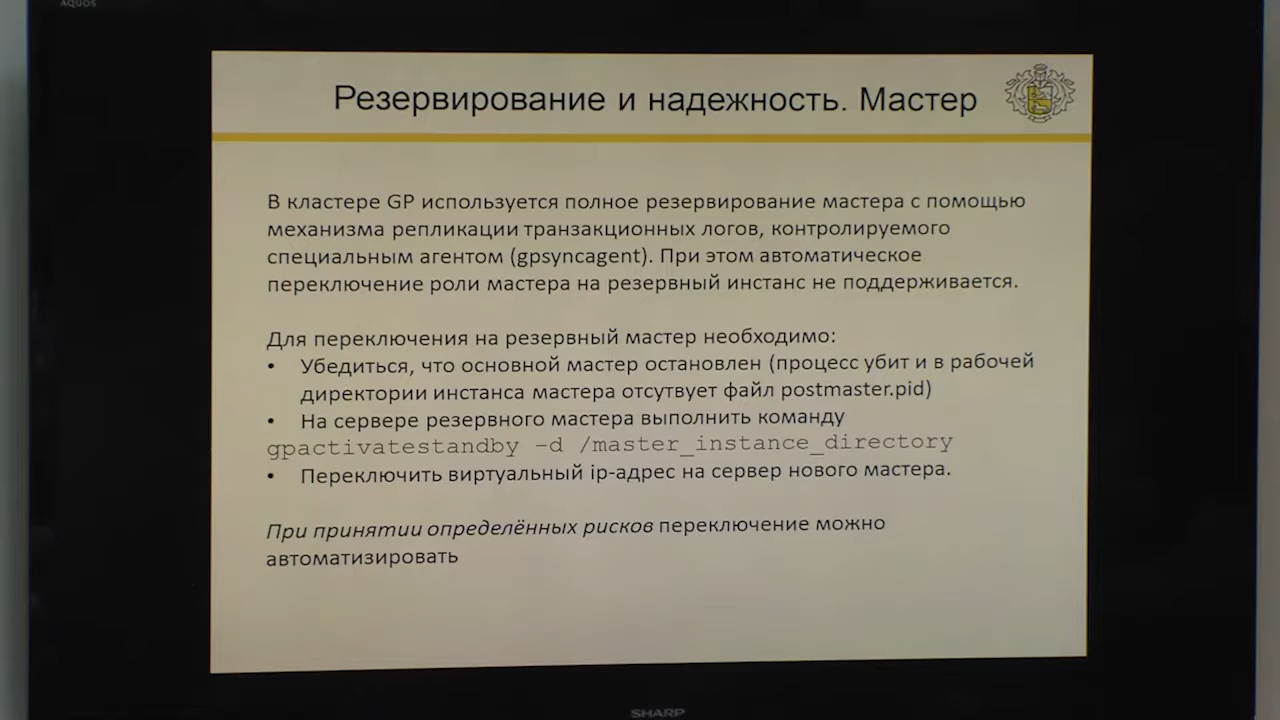 AQUOS
Резервирование и надежность. Мастер
В кластере GP используется полное резервирование мастера с помощью
механизма репликации транзакционных логов, контролируемого
специальным агентом (gpsyncagent). При этом автоматическое
переключение роли мастера на резервный инстанс не поддерживается.
Для переключения на резервный мастер необходимо:
• Убедиться, что основной мастер остановлен (процесс убит и в рабочей
директории инстанса мастера отсутвует файл postmaster.pid)
• На сервере резервного мастера выполнить команду
gpactivatestandby –d /master_instance_directory
• Переключить виртуальный ip-адрес на сервер нового мастера.
При принятии определённых рисков переключение можно
автоматизировать
SHARP